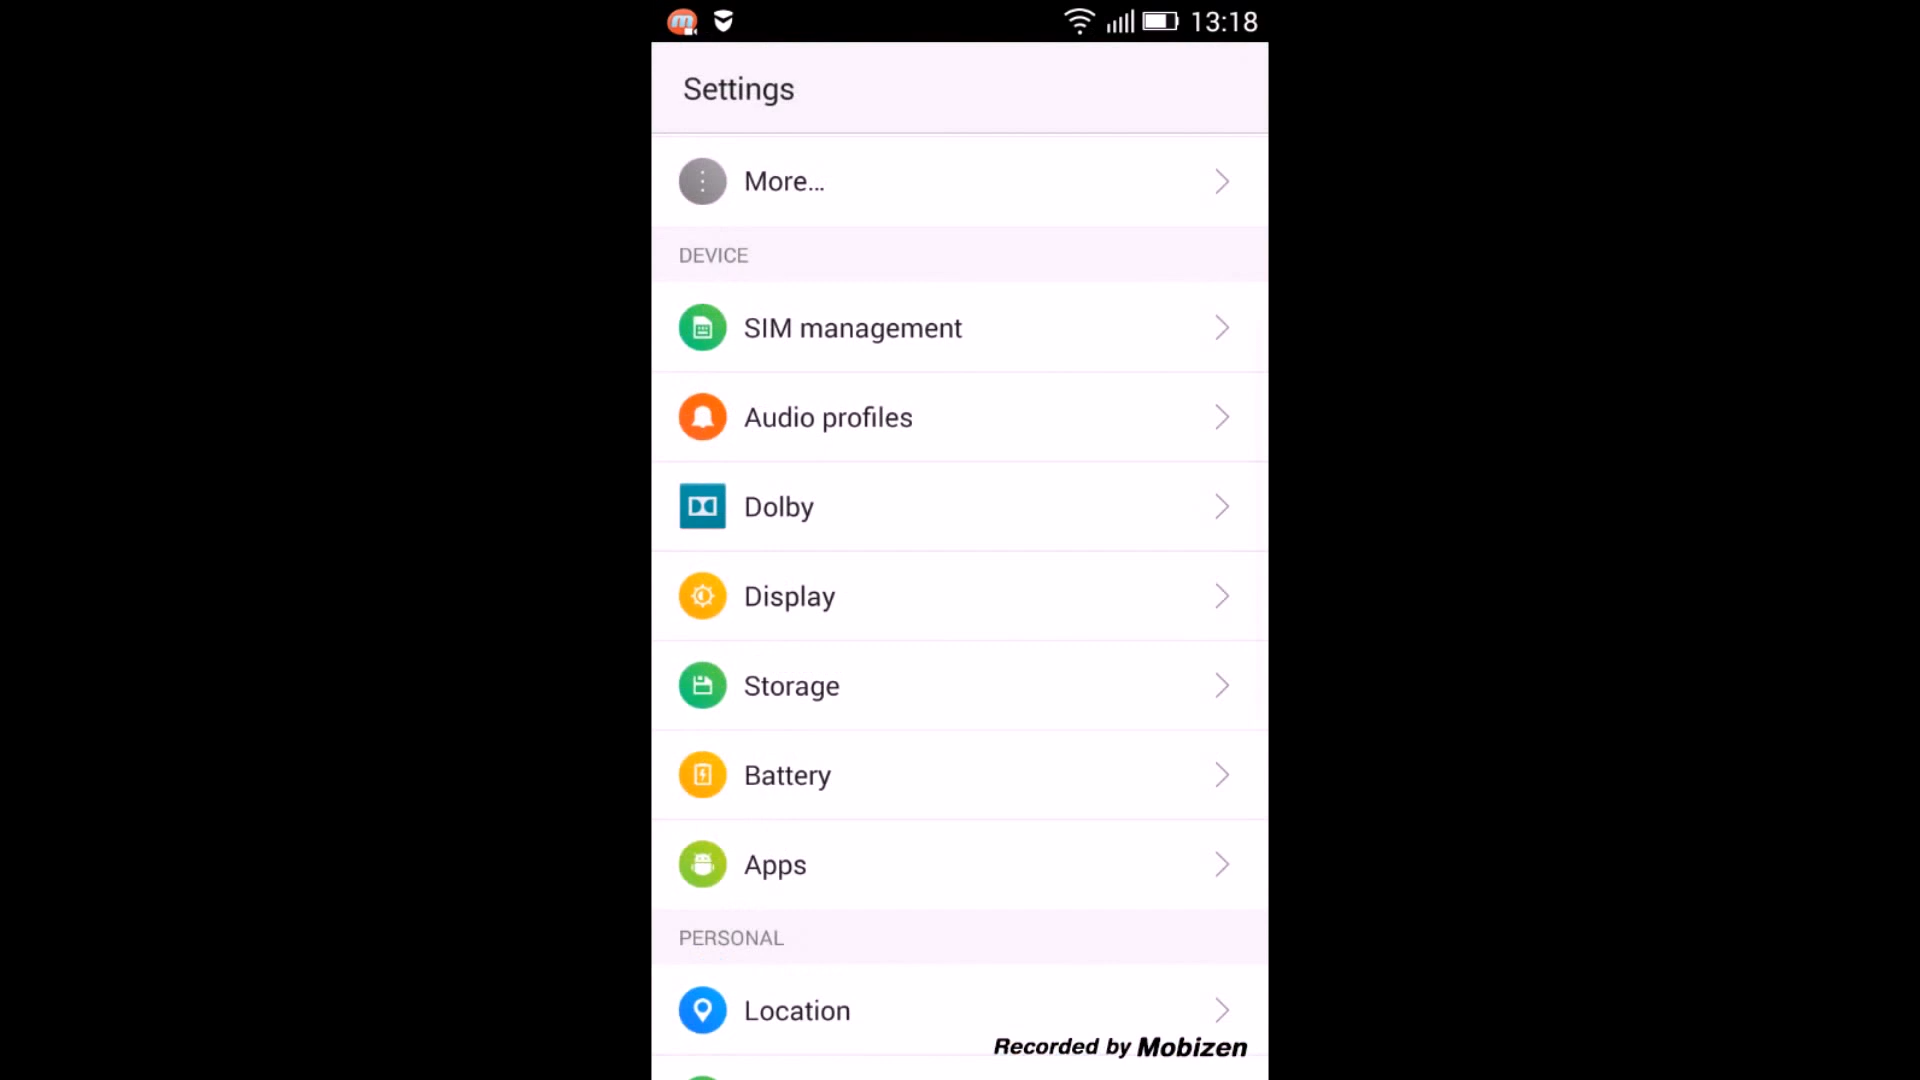 13:18
Settings
More...
DEVICE
SIM management
Audio profiles
Dolby
Display
Storage
Battery
Apps
PERSONAL
Location
Recorded by Mobizen